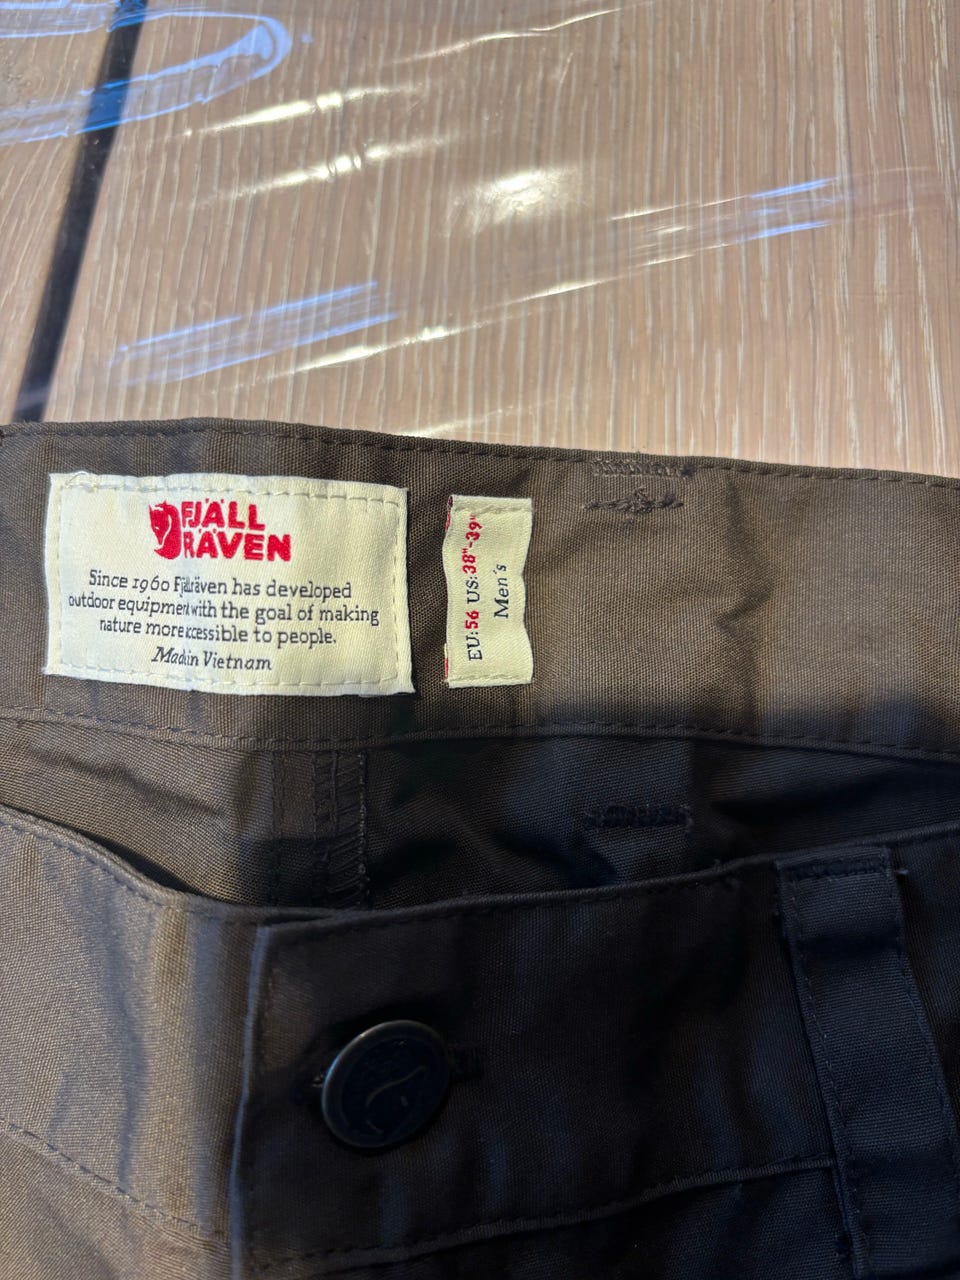 FJÄLL
RÄVEN
Since 1960 Fjällräven has developed
outdoor equipment with the goal of making
nature more accessible to people.
Made in Vietnam
EU:56 US:38"-39"
Men's